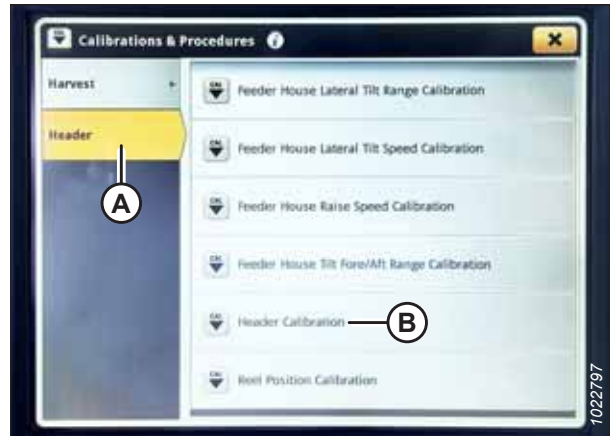 Calibrations & Procedures
Harvest
Header
A
Feeder House Lateral Tilt Range Calibration
Feeder House Lateral Tilt Speed Calibration
Feeder House Raise Speed Calibration
Feeder House Tilt Fore/Aft Range Calibration
Header Calibration
B
Reel Position Calibration
1022797